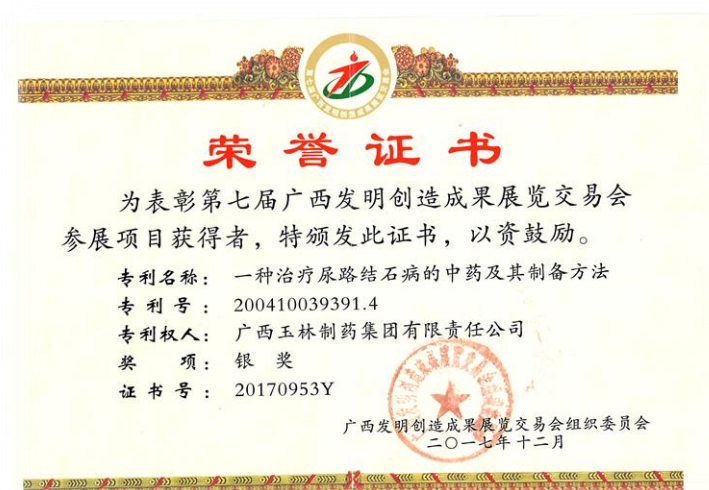 荣誉证书
为表彰第七届广西发明创造成果展览交易会
参展项目获得者，特颁发此证书，以资鼓励。
专利名称： 一种治疗尿路结石病的中药及其制备方法
专 利 号： 200410039391.4
专利权人： 广西玉林制药集团有限责任公司
奖 项： 银 奖
证 书 号： 20170953Y
广西发明创造成果展览交易会组织委员会
二〇一七年十二月